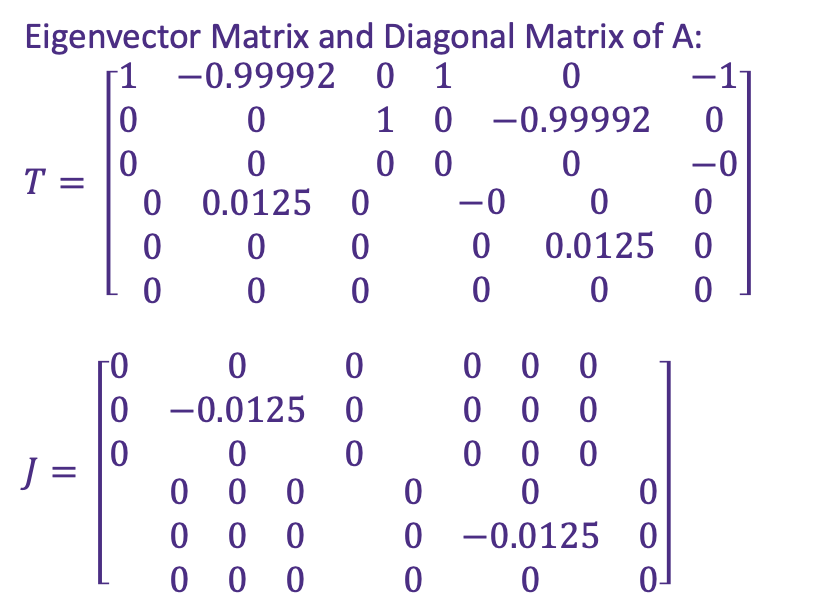 Eigenvector Matrix and Diagonal Matrix of A:
1 −0.99992 0 1 0 −1
0 0 1 0 −0.99992 0
T = 0 0 0 0 0 −0
0 0.0125 0 −0 0 0
0 0 0 0 0.0125 0
0 0 0 0 0 0
0 0 0 0 0 0
0 −0.0125 0 0 0 0
J = 0 0 0 0 0 0
0 0 0 0 0 0
0 0 0 0 −0.0125 0
0 0 0 0 0 0